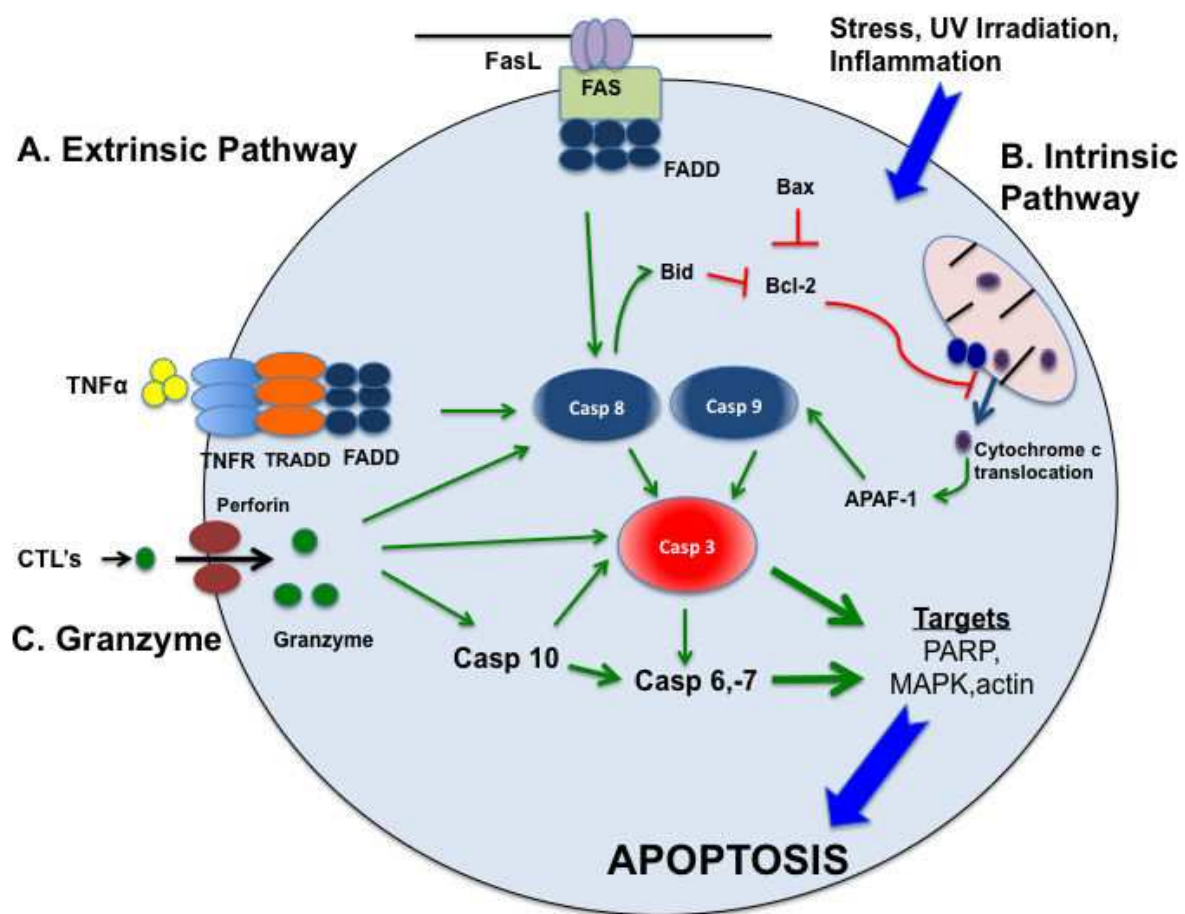 Stress, UV Irradiation,
Inflammation
FasL
FAS
A. Extrinsic Pathway
FADD
B. Intrinsic
Pathway
Bax
Bid
Bcl-2
TNFα
Casp 8
Casp 9
TNFR
TRADD
FADD
Cytochrome c
translocation
APAF-1
Perforin
CTL's
Casp 3
C. Granzyme
Granzyme
Casp 10
Casp 6,-7
Targets
PARP,
MAPK,actin
APOPTOSIS